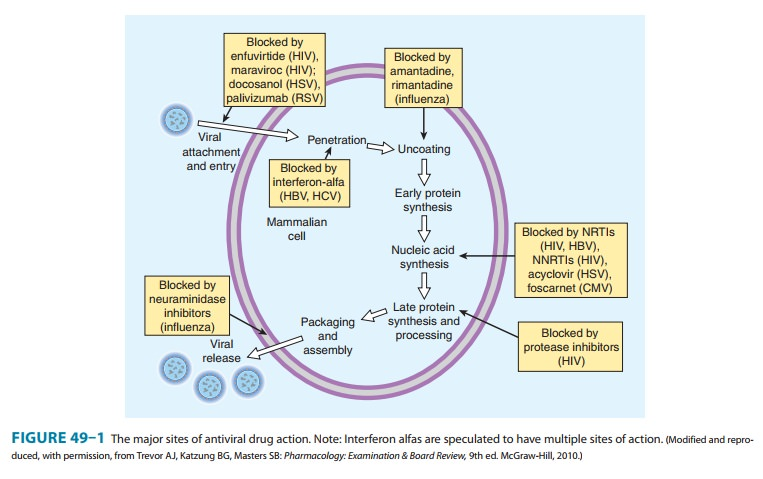 Blocked by
enfuvirtide (HIV),
maraviroc (HIV);
docosanol (HSV),
palivizumab (RSV)
Blocked by
amantadine,
rimantadine
(influenza)
Viral
attachment
and entry
Penetration
Uncoating
Blocked by
interferon-alfa
(HBV, HCV)
Early protein
synthesis
Mammalian
cell
Nucleic acid
synthesis
Blocked by NRTIs
(HIV, HBV),
NNRTIs (HIV),
acyclovir (HSV),
foscarnet (CMV)
Blocked by
neuraminidase
inhibitors
(influenza)
Late protein
synthesis and
processing
Packaging
and
assembly
Viral
release
Blocked by
protease inhibitors
(HIV)
FIGURE 49–1 The major sites of antiviral drug action. Note: Interferon alfas are speculated to have multiple sites of action. (Modified and repro-
duced, with permission, from Trevor AJ, Katzung BG, Masters SB: Pharmacology: Examination & Board Review, 9th ed. McGraw-Hill, 2010.)